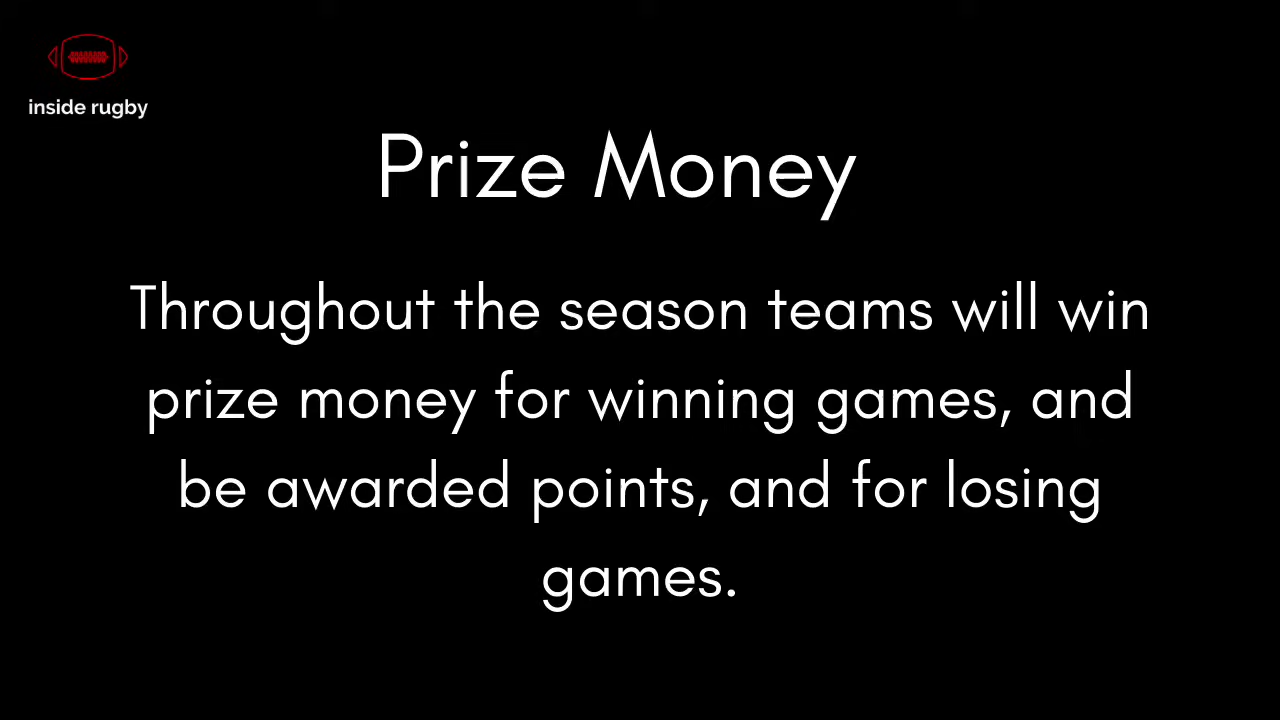 inside rugby
Prize Money
Throughout the season teams will win
prize money for winning games, and
be awarded points, and for losing
games.